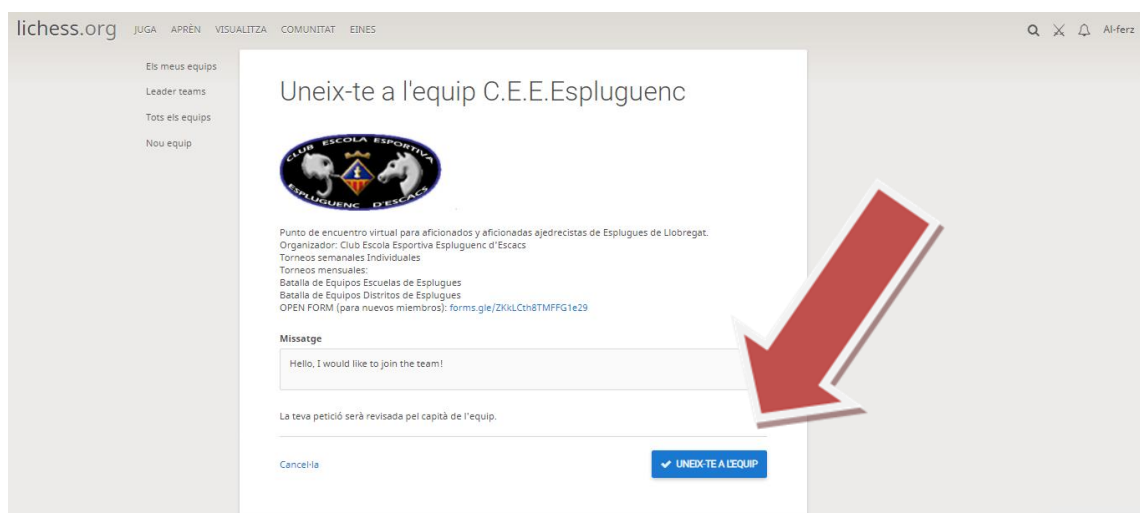 lichess.org JUGA APRÈN VISUALITZA COMUNITAT EINES Al-ferz
Els meus equips
Leader teams
Tots els equips
Nou equip
Uneix-te a l'equip C.E.E.Espluguenc
CLUB ESCOLA ESPORTIVA
ESPLUGUENC D'ESCACS
Punto de encuentro virtual para aficionados y aficionadas ajedrecistas de Esplugues de Llobregat.
Organizador: Club Escola Esportiva Espluguenc d'Escacs
Torneos semanales Individuales
Torneos mensuales:
Batalla de Equipos Escuelas de Esplugues
Batalla de Equipos Distritos de Esplugues
OPEN FORM (para nuevos miembros): forms.gle/ZKkLCth8TMFFG1e29
Missatge
Hello, I would like to join the team!
La teva petició serà revisada pel capità de l'equip.
Cancel·la
UNEIX-TE A L'EQUIP